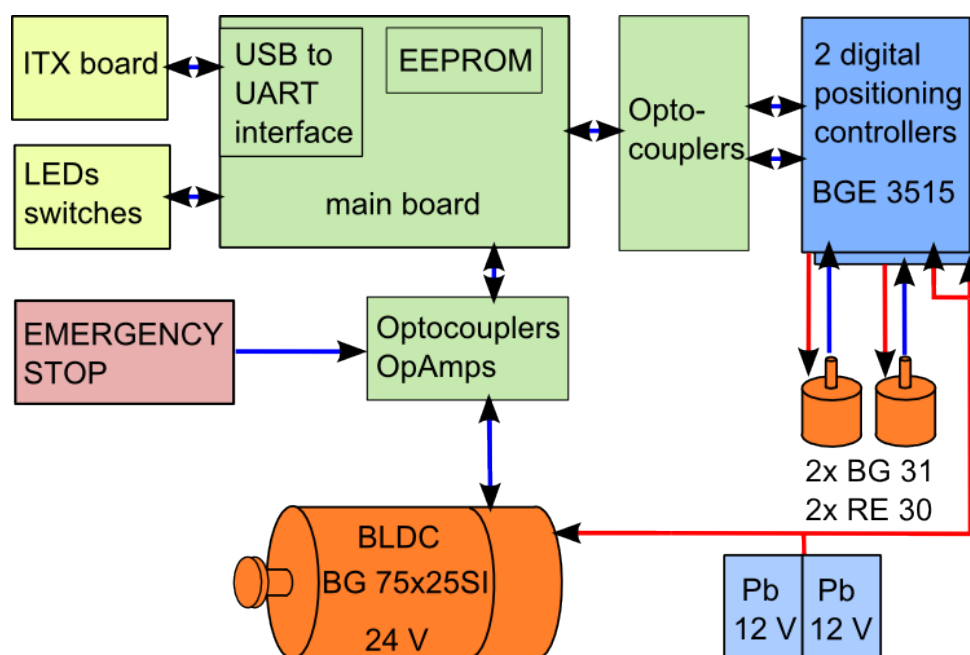 ITX board
USB to
UART
interface
EEPROM
main board
LEDs
switches
Opto-
couplers
2 digital
positioning
controllers
BGE 3515
EMERGENCY
STOP
Optocouplers
OpAmps
2x BG 31
2x RE 30
BLDC
BG 75x25SI
24 V
Pb
12 V
Pb
12 V